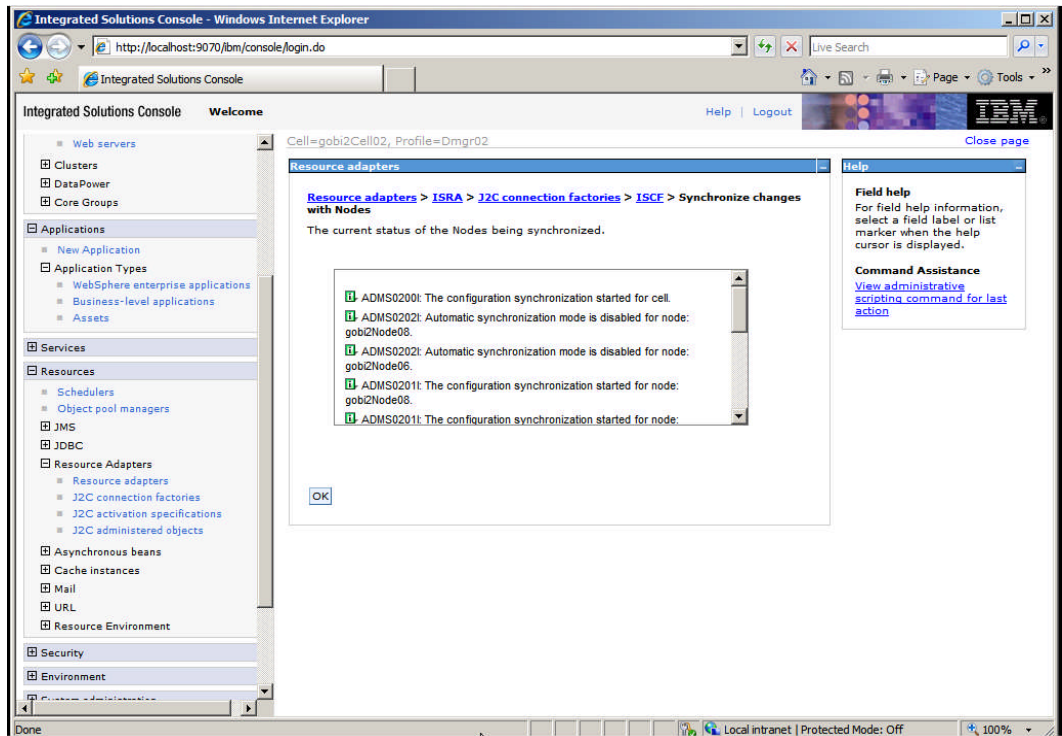 Integrated Solutions Console - Windows Internet Explorer
http://localhost:9070/ibm/console/login.do
Live Search
Integrated Solutions Console
Page
Tools
Integrated Solutions Console Welcome
Help | Logout
IBM
Cell=gobi2Cell02, Profile=Dmgr02
Close page
Web servers
Clusters
DataPower
Core Groups
Applications
New Application
Application Types
WebSphere enterprise applications
Business-level applications
Assets
Services
Resources
Schedulers
Object pool managers
JMS
JDBC
Resource Adapters
Resource adapters
J2C connection factories
J2C activation specifications
J2C administered objects
Asynchronous beans
Cache instances
Mail
URL
Resource Environment
Security
Environment
System administration
Resource adapters
Resource adapters > ISRA > J2C connection factories > ISCF > Synchronize changes
with Nodes
The current status of the Nodes being synchronized.
ADMS0200I: The configuration synchronization started for cell.
ADMS0202I: Automatic synchronization mode is disabled for node:
gobi2Node08.
ADMS0202I: Automatic synchronization mode is disabled for node:
gobi2Node06.
ADMS0201I: The configuration synchronization started for node:
gobi2Node08.
ADMS0201I: The configuration synchronization started for node:
OK
Help
Field help
For field help information,
select a field label or list
marker when the help
cursor is displayed.
Command Assistance
View administrative
scripting command for last
action
Done
Local intranet | Protected Mode: Off
100%